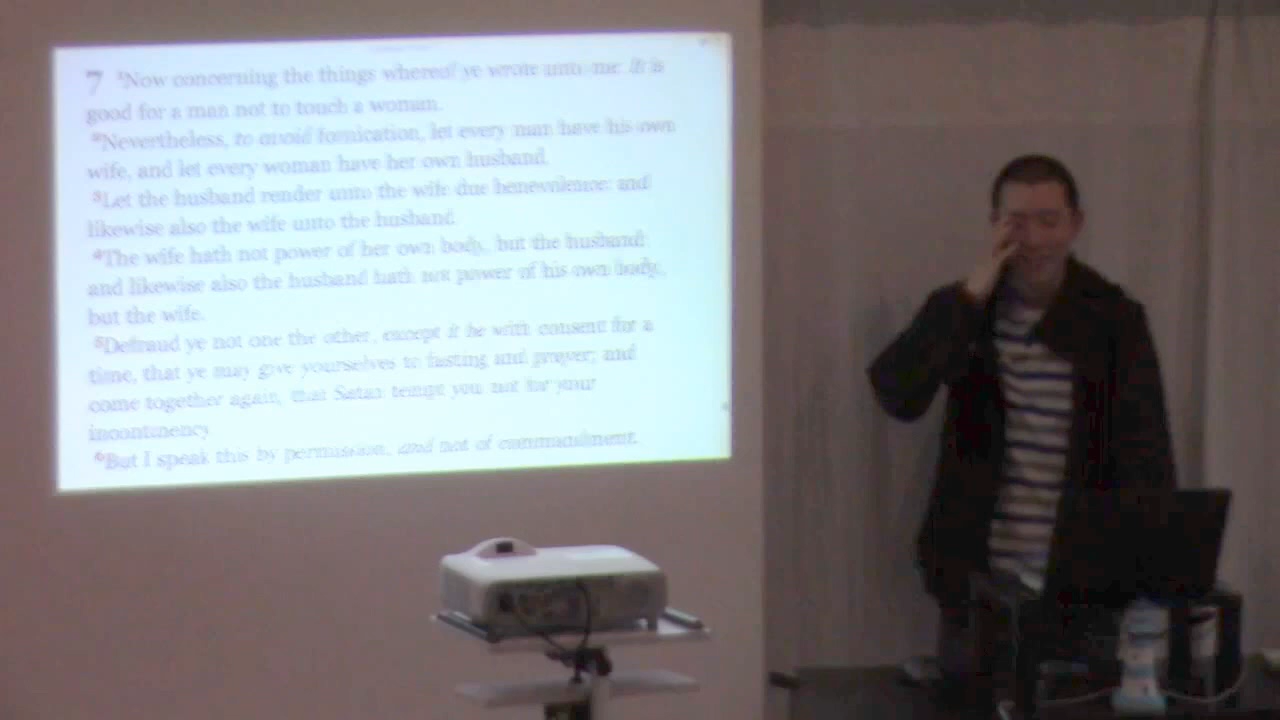 7 ¹Now concerning the things whereof ye wrote unto me: It is
good for a man not to touch a woman.
²Nevertheless, to avoid fornication, let every man have his own
wife, and let every woman have her own husband.
³Let the husband render unto the wife due benevolence: and
likewise also the wife unto the husband.
⁴The wife hath not power of her own body, but the husband:
and likewise also the husband hath not power of his own body,
but the wife.
⁵Defraud ye not one the other, except it be with consent for a
time, that ye may give yourselves to fasting and prayer; and
come together again, that Satan tempt you not for your
incontinency.
⁶But I speak this by permission, and not of commandment.